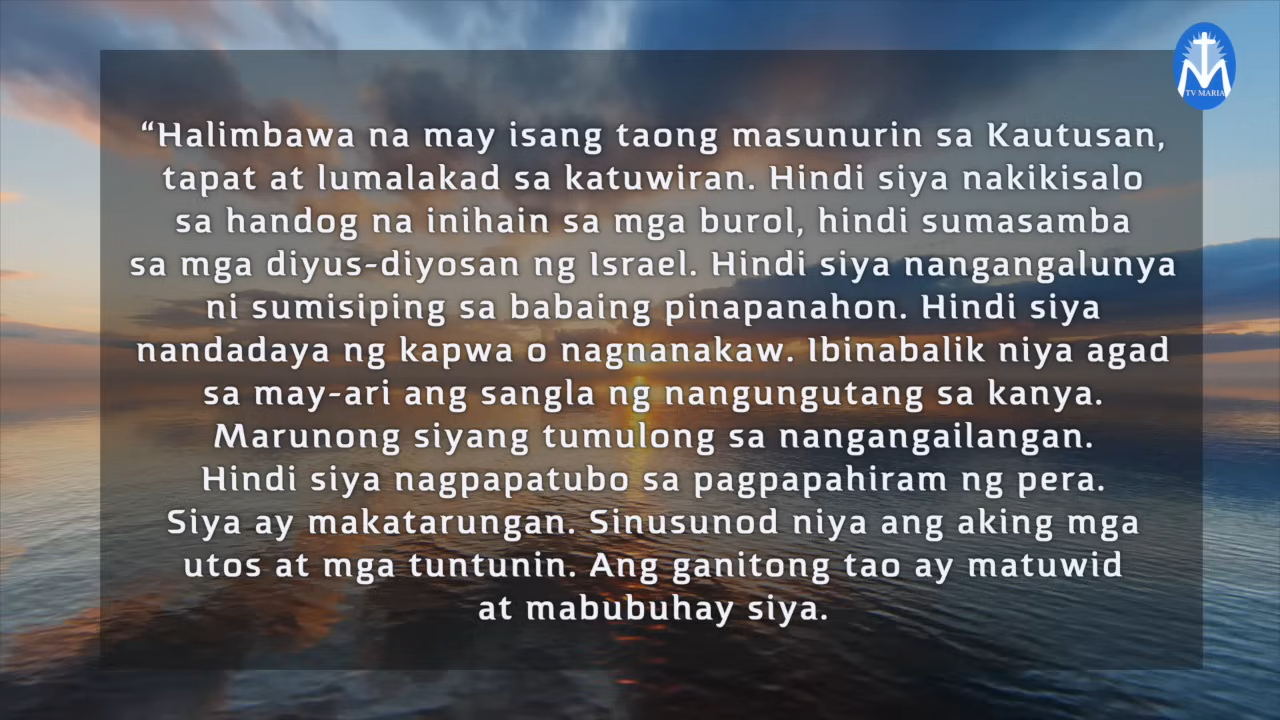 TV MARIA
“Halimbawa na may isang taong masunurin sa Kautusan,
tapat at lumalakad sa katuwiran. Hindi siya nakikisalo
sa handog na inihain sa mga burol, hindi sumasamba
sa mga diyus-diyosan ng Israel. Hindi siya nangangalunya
ni sumisiping sa babaing pinapanahon. Hindi siya
nandadaya ng kapwa o nagnanakaw. Ibinabalik niya agad
sa may-ari ang sangla ng nangungutang sa kanya.
Marunong siyang tumulong sa nangangailangan.
Hindi siya nagpapatubo sa pagpapahiram ng pera.
Siya ay makatarungan. Sinusunod niya ang aking mga
utos at mga tuntunin. Ang ganitong tao ay matuwid
at mabubuhay siya.